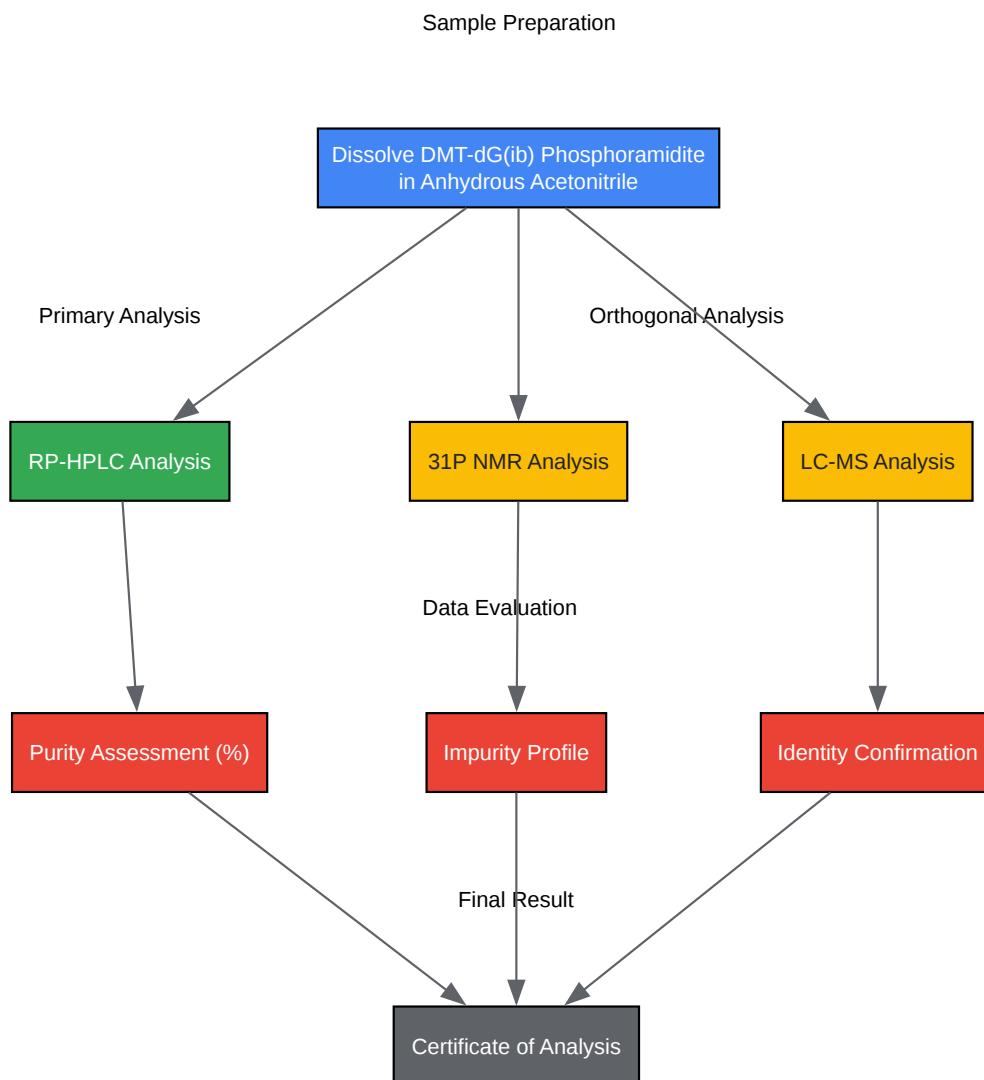 Sample Preparation
Dissolve DMT-dG(ib) Phosphoramidite
in Anhydrous Acetonitrile
Primary Analysis
Orthogonal Analysis
RP-HPLC Analysis
31P NMR Analysis
LC-MS Analysis
Data Evaluation
Purity Assessment (%)
Impurity Profile
Identity Confirmation
Final Result
Certificate of Analysis